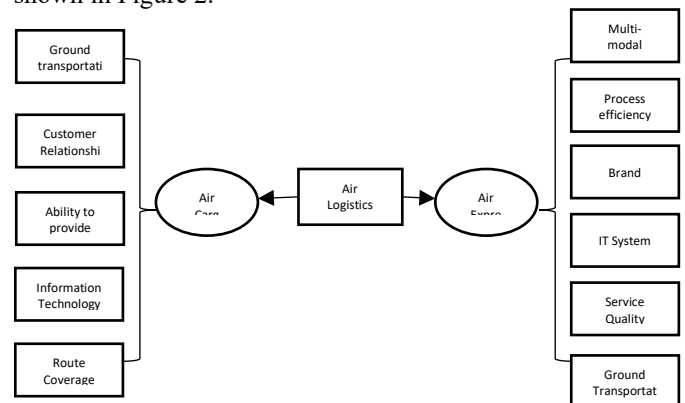 shown in Figure 2.
Ground
transportati
Customer
Relationshi
Ability to
provide
Information
Technology
Route
Coverage
Air
Carg
Air
Logistics
Air
Expre
Multi-
modal
Process
efficiency
Brand
IT System
Service
Quality
Ground
Transportat